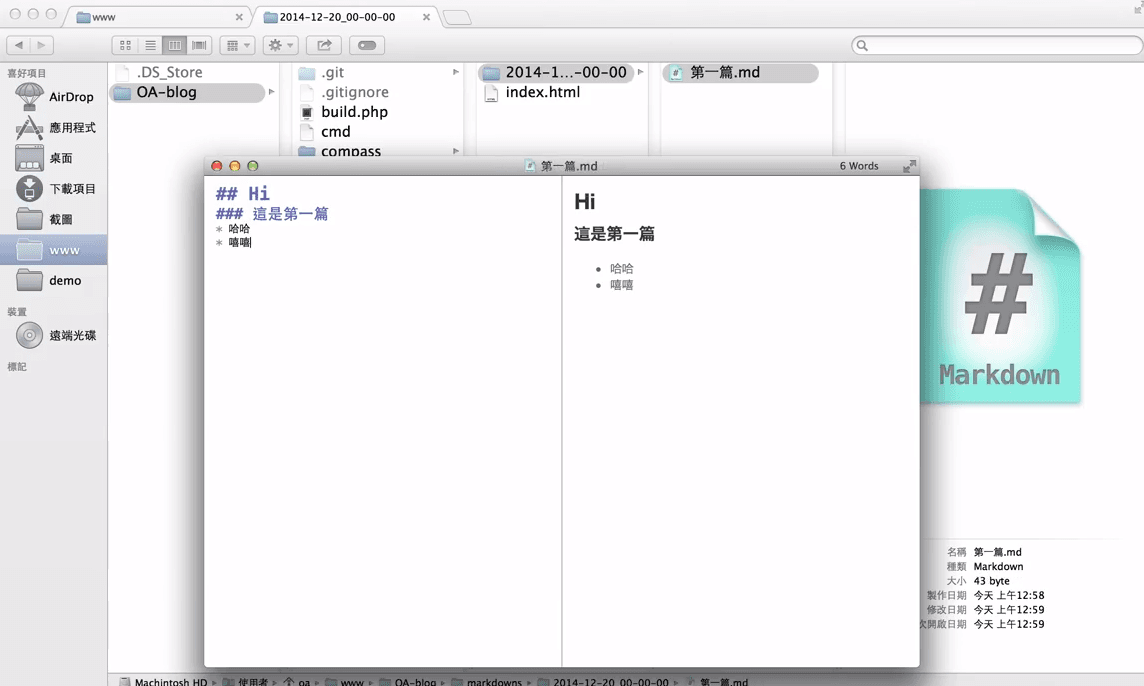 www
2014-12-20_00-00-00
喜好項目
AirDrop
應用程式
桌面
下載項目
截圖
www
demo
裝置
遠端光碟
標記
.DS_Store
OA-blog
.git
.gitignore
build.php
cmd
compass
2014-1...-00-00
index.html
第一篇.md
第一篇.md
6 Words
## Hi
### 這是第一篇
* 哈哈
* 嘻嘻
Hi
這是第一篇
• 哈哈
• 嘻嘻
#
Markdown
名稱 第一篇.md
種類 Markdown
大小 43 byte
製作日期 今天 上午12:58
修改日期 今天 上午12:59
次開啟日期 今天 上午12:59
Machintosh HD ▸ 使用者 ▸ oa ▸ www ▸ OA-blog ▸ markdowns ▸ 2014-12-20_00-00-00 ▸ 第一篇.md